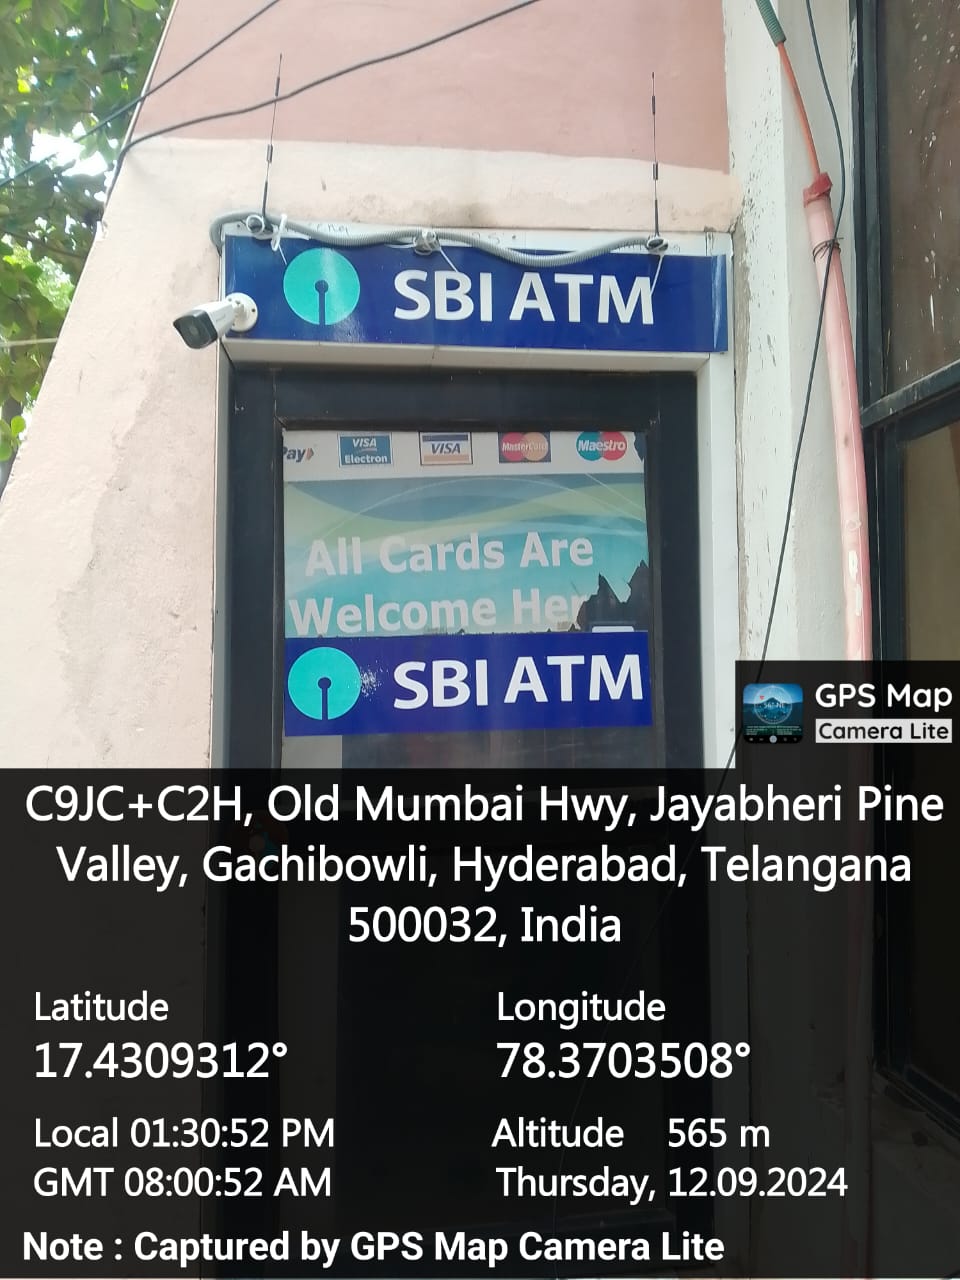 SBI ATM
Pay
VISA Electron
VISA
MasterCard
Maestro
All Cards Are
Welcome Her
SBI ATM
GPS Map
Camera Lite
C9JC+C2H, Old Mumbai Hwy, Jayabheri Pine
Valley, Gachibowli, Hyderabad, Telangana
500032, India
Latitude
17.4309312°
Longitude
78.3703508°
Local 01:30:52 PM
GMT 08:00:52 AM
Altitude 565 m
Thursday, 12.09.2024
Note : Captured by GPS Map Camera Lite